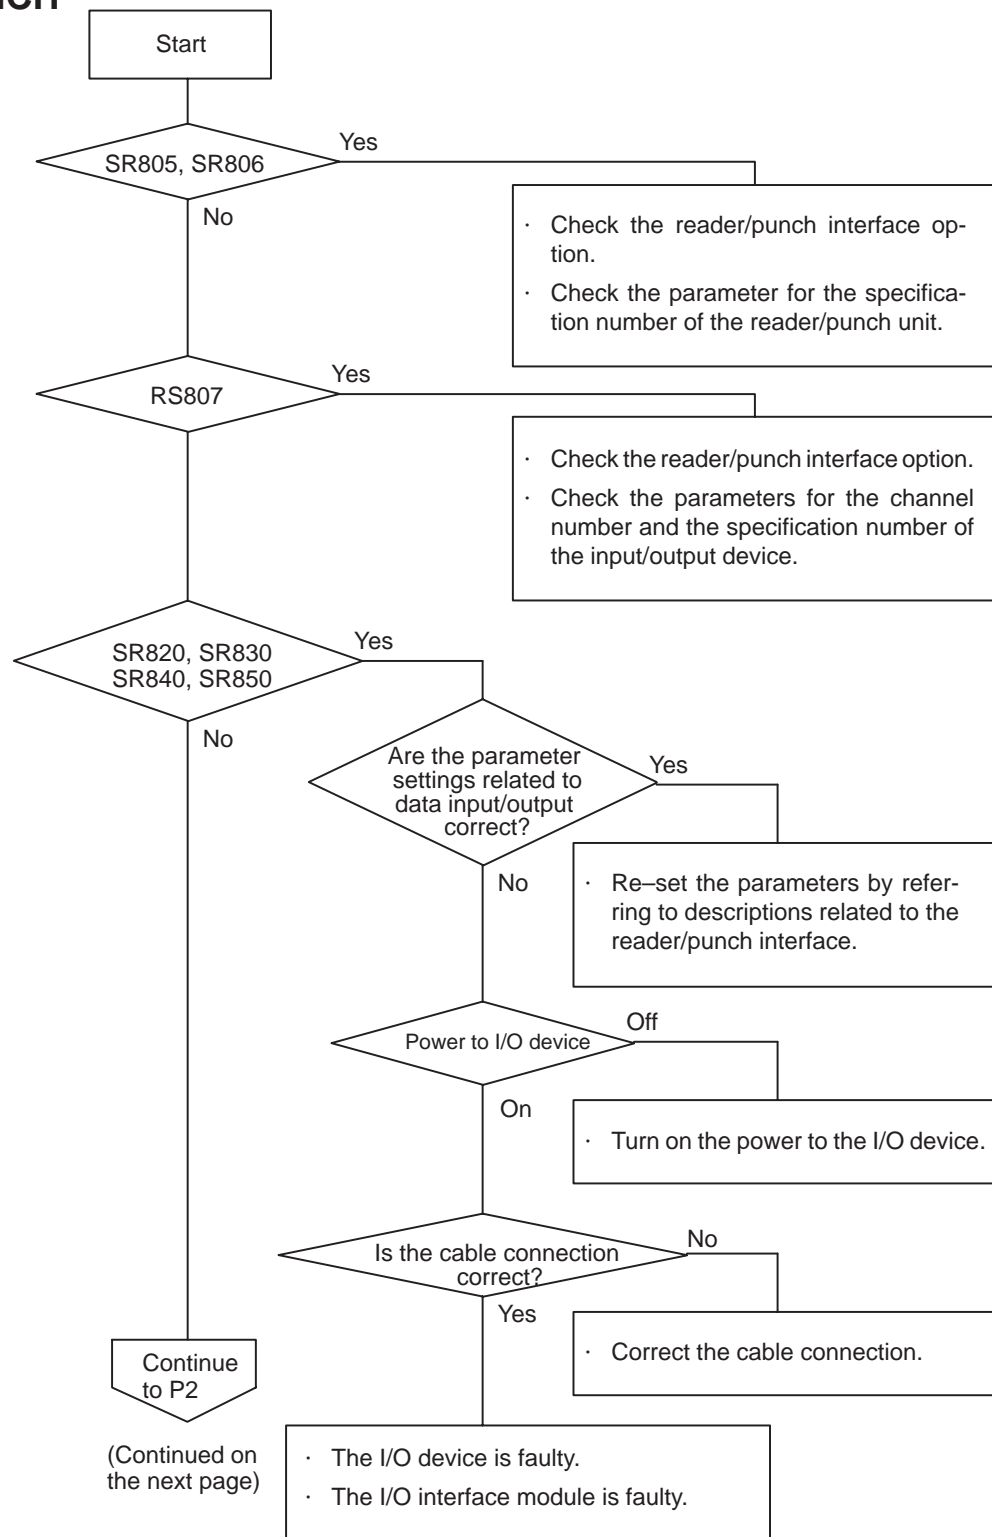 Start
SR805, SR806
Yes
No
· Check the reader/punch interface op-
tion.
· Check the parameter for the specifica-
tion number of the reader/punch unit.
RS807
Yes
· Check the reader/punch interface option.
· Check the parameters for the channel
number and the specification number of
the input/output device.
SR820, SR830
SR840, SR850
Yes
No
Are the parameter
settings related to
data input/output
correct?
Yes
No
· Re–set the parameters by refer-
ring to descriptions related to the
reader/punch interface.
Power to I/O device
Off
On
· Turn on the power to the I/O device.
Is the cable connection
correct?
No
Yes
· Correct the cable connection.
Continue
to P2
(Continued on
the next page)
· The I/O device is faulty.
· The I/O interface module is faulty.